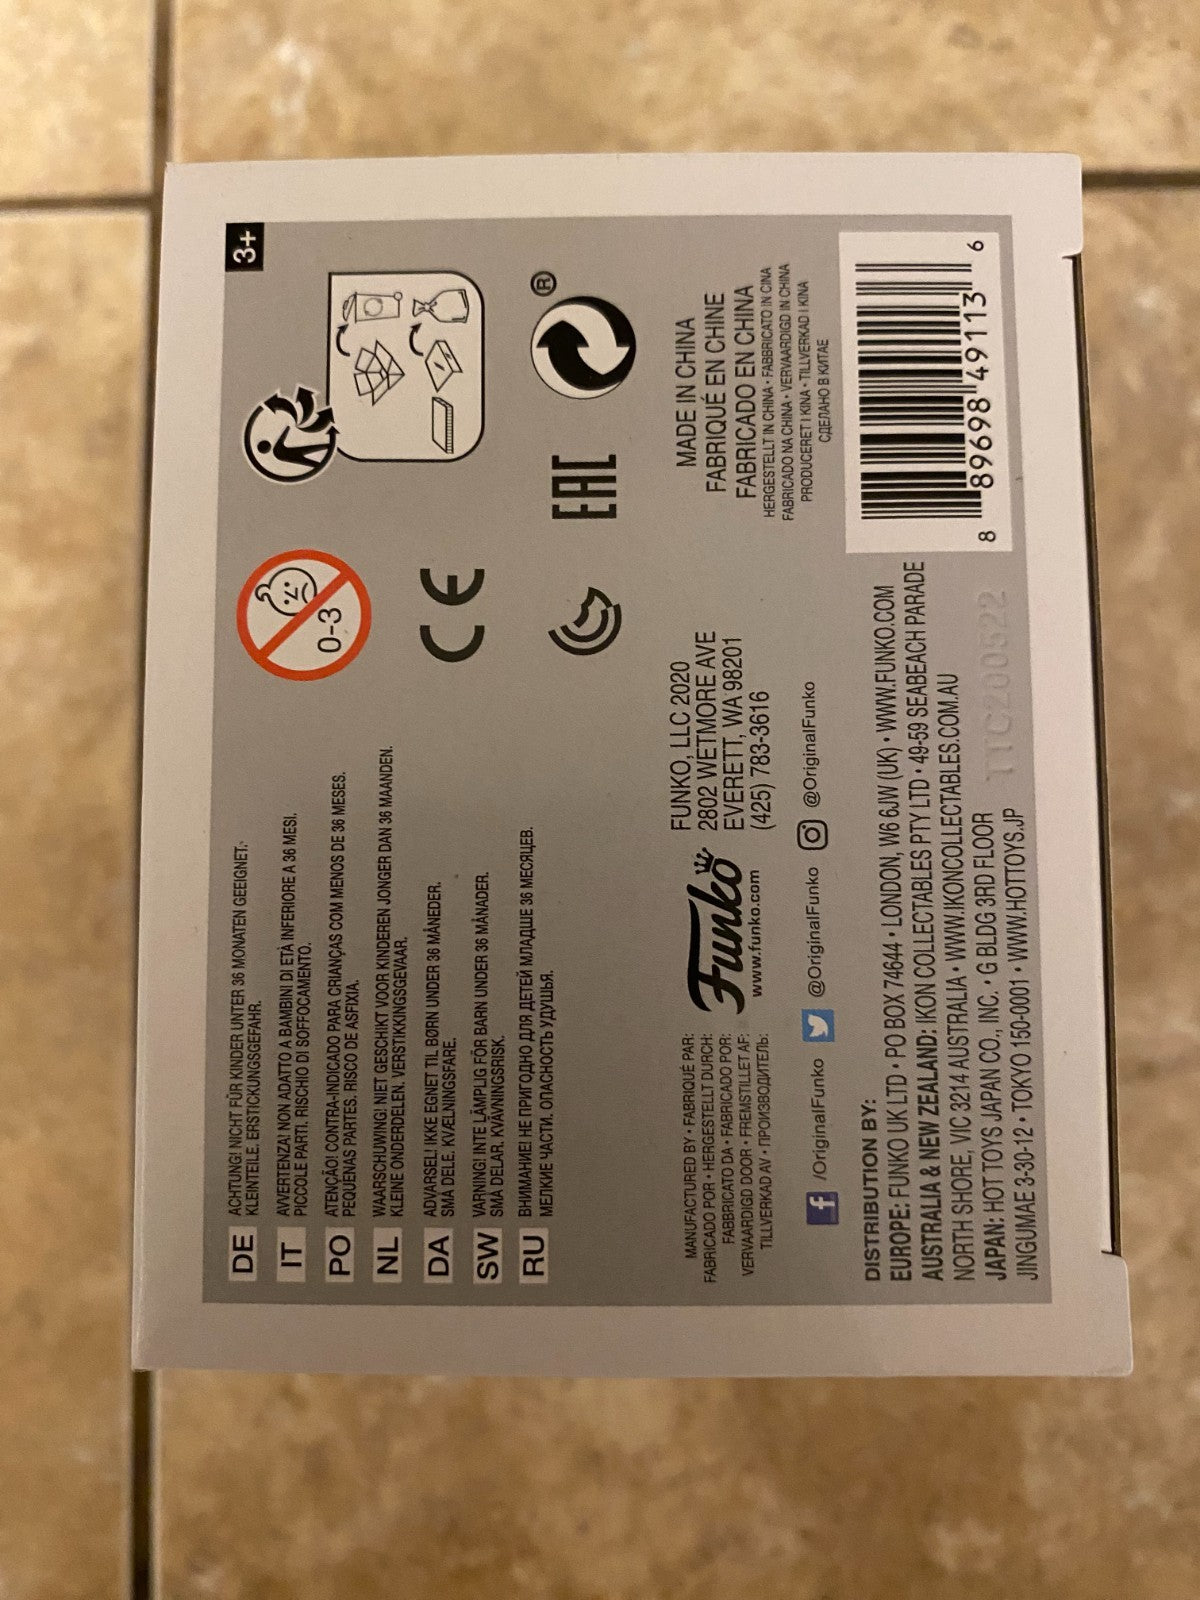 3+
DE
ACHTUNG! NICHT FÜR KINDER UNTER 36 MONATEN GEEIGNET.
KLEINTEILE. ERSTICKUNGSGEFAHR.
IT
AVVERTENZA! NON ADATTO A BAMBINI DI ETÀ INFERIORE A 36 MESI.
PICCOLE PARTI. RISCHIO DI SOFFOCAMENTO.
PO
ATENÇÃO! CONTRA-INDICADO PARA CRIANÇAS COM MENOS DE 36 MESES.
PEQUENAS PARTES. RISCO DE ASFIXIA.
NL
WAARSCHUWING! NIET GESCHIKT VOOR KINDEREN JONGER DAN 36 MAANDEN.
KLEINE ONDERDELEN. VERSTIKKINGSGEVAAR.
DA
ADVARSEL! IKKE EGNET TIL BØRN UNDER 36 MÅNEDER.
SMÅ DELE. KVÆLNINGSFARE.
SW
VARNING! INTE LÄMPLIG FÖR BARN UNDER 36 MÅNADER.
SMÅ DELAR. KVÄVNINGSRISK.
RU
ВНИМАНИЕ! НЕ ПРИГОДНО ДЛЯ ДЕТЕЙ МЛАДШЕ 36 МЕСЯЦЕВ.
МЕЛКИЕ ЧАСТИ. ОПАСНОСТЬ УДУШЬЯ.
0-3
CE
EAC
®
MANUFACTURED BY • FABRIQUÉ PAR:
FABRICADO POR • HERGESTELLT DURCH:
FABBRICATO DA • FABRICADO POR:
VERVAARDIGD DOOR • FREMSTILLET AF:
TILLVERKAD AV • ПРОИЗВОДИТЕЛЬ:
Funko
www.funko.com
FUNKO, LLC 2020
2802 WETMORE AVE
EVERETT, WA 98201
(425) 783-3616
MADE IN CHINA
FABRIQUÉ EN CHINE
FABRICADO EN CHINA
HERGESTELLT IN CHINA • FABBRICATO IN CINA
FABRICADO NA CHINA • VERVAARDIGD IN CHINA
PRODUCERET I KINA • TILLVERKAD I KINA
СДЕЛАНО В КИТАЕ
f /OriginalFunko @OriginalFunko @OriginalFunko
DISTRIBUTION BY:
EUROPE: FUNKO UK LTD • PO BOX 74644 • LONDON, W6 6JW (UK) • WWW.FUNKO.COM
AUSTRALIA & NEW ZEALAND: IKON COLLECTABLES PTY LTD • 49-59 SEABEACH PARADE
NORTH SHORE, VIC 3214 AUSTRALIA • WWW.IKONCOLLECTABLES.COM.AU
JAPAN: HOT TOYS JAPAN CO., INC. • G BLDG 3RD FLOOR
JINGUMAE 3-30-12 • TOKYO 150-0001 • WWW.HOTTOYS.JP
TTC200522
8 89698 49113 6